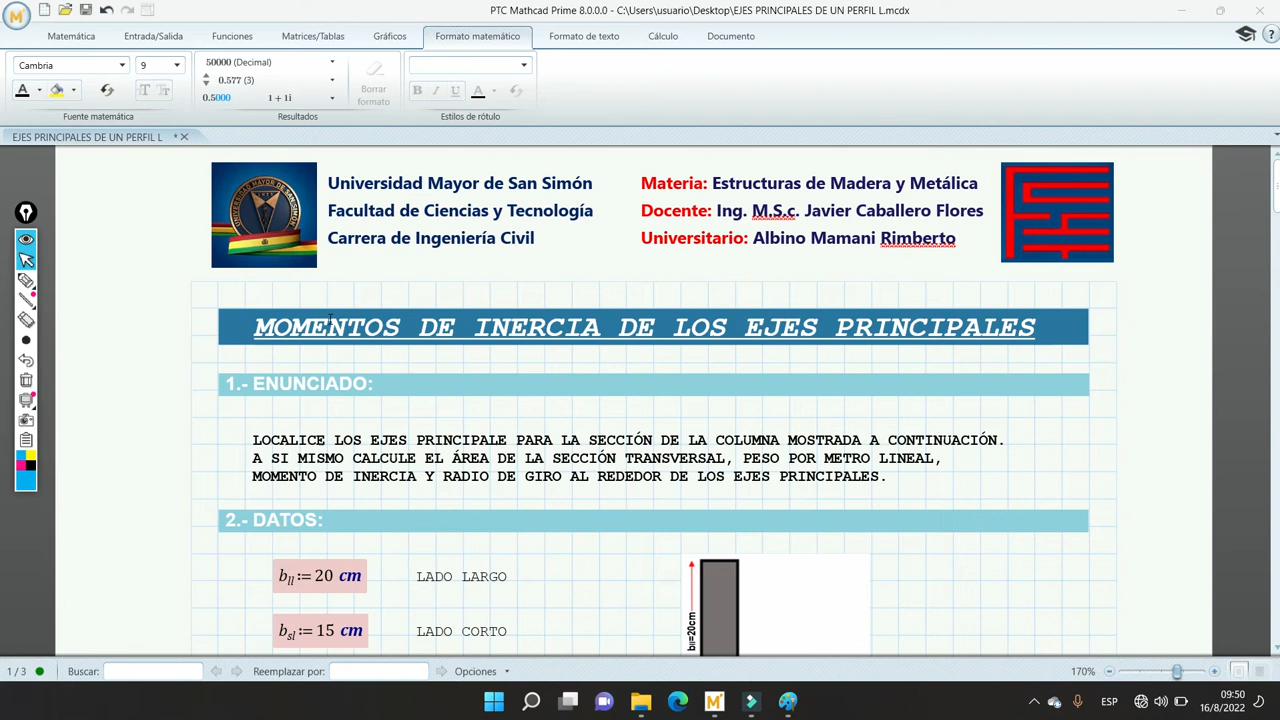 PTC Mathcad Prime 8.0.0.0 - C:\Users\usuario\Desktop\EJES PRINCIPALES DE UN PERFIL L.mcdx
Matemática Entrada/Salida Funciones Matrices/Tablas Gráficos Formato matemático Formato de texto Cálculo Documento
Cambria 9
50000 (Decimal)
0.577 (3)
0.5000 1 + 1i
Borrar
formato
B I U A
Fuente matemática Resultados Estilos de rótulo
EJES PRINCIPALES DE UN PERFIL L *
Universidad Mayor de San Simón
Facultad de Ciencias y Tecnología
Carrera de Ingeniería Civil
Materia: Estructuras de Madera y Metálica
Docente: Ing. M.S.c. Javier Caballero Flores
Universitario: Albino Mamani Rimberto
MOMENTOS DE INERCIA DE LOS EJES PRINCIPALES
1.- ENUNCIADO:
LOCALICE LOS EJES PRINCIPALE PARA LA SECCIÓN DE LA COLUMNA MOSTRADA A CONTINUACIÓN.
A SI MISMO CALCULE EL ÁREA DE LA SECCIÓN TRANSVERSAL, PESO POR METRO LINEAL,
MOMENTO DE INERCIA Y RADIO DE GIRO AL REDEDOR DE LOS EJES PRINCIPALES.
2.- DATOS:
bll := 20 cm LADO LARGO
bsl := 15 cm LADO CORTO
bll=20cm
1 / 3 Buscar: Reemplazar por: Opciones 170%
ESP
09:50
16/8/2022